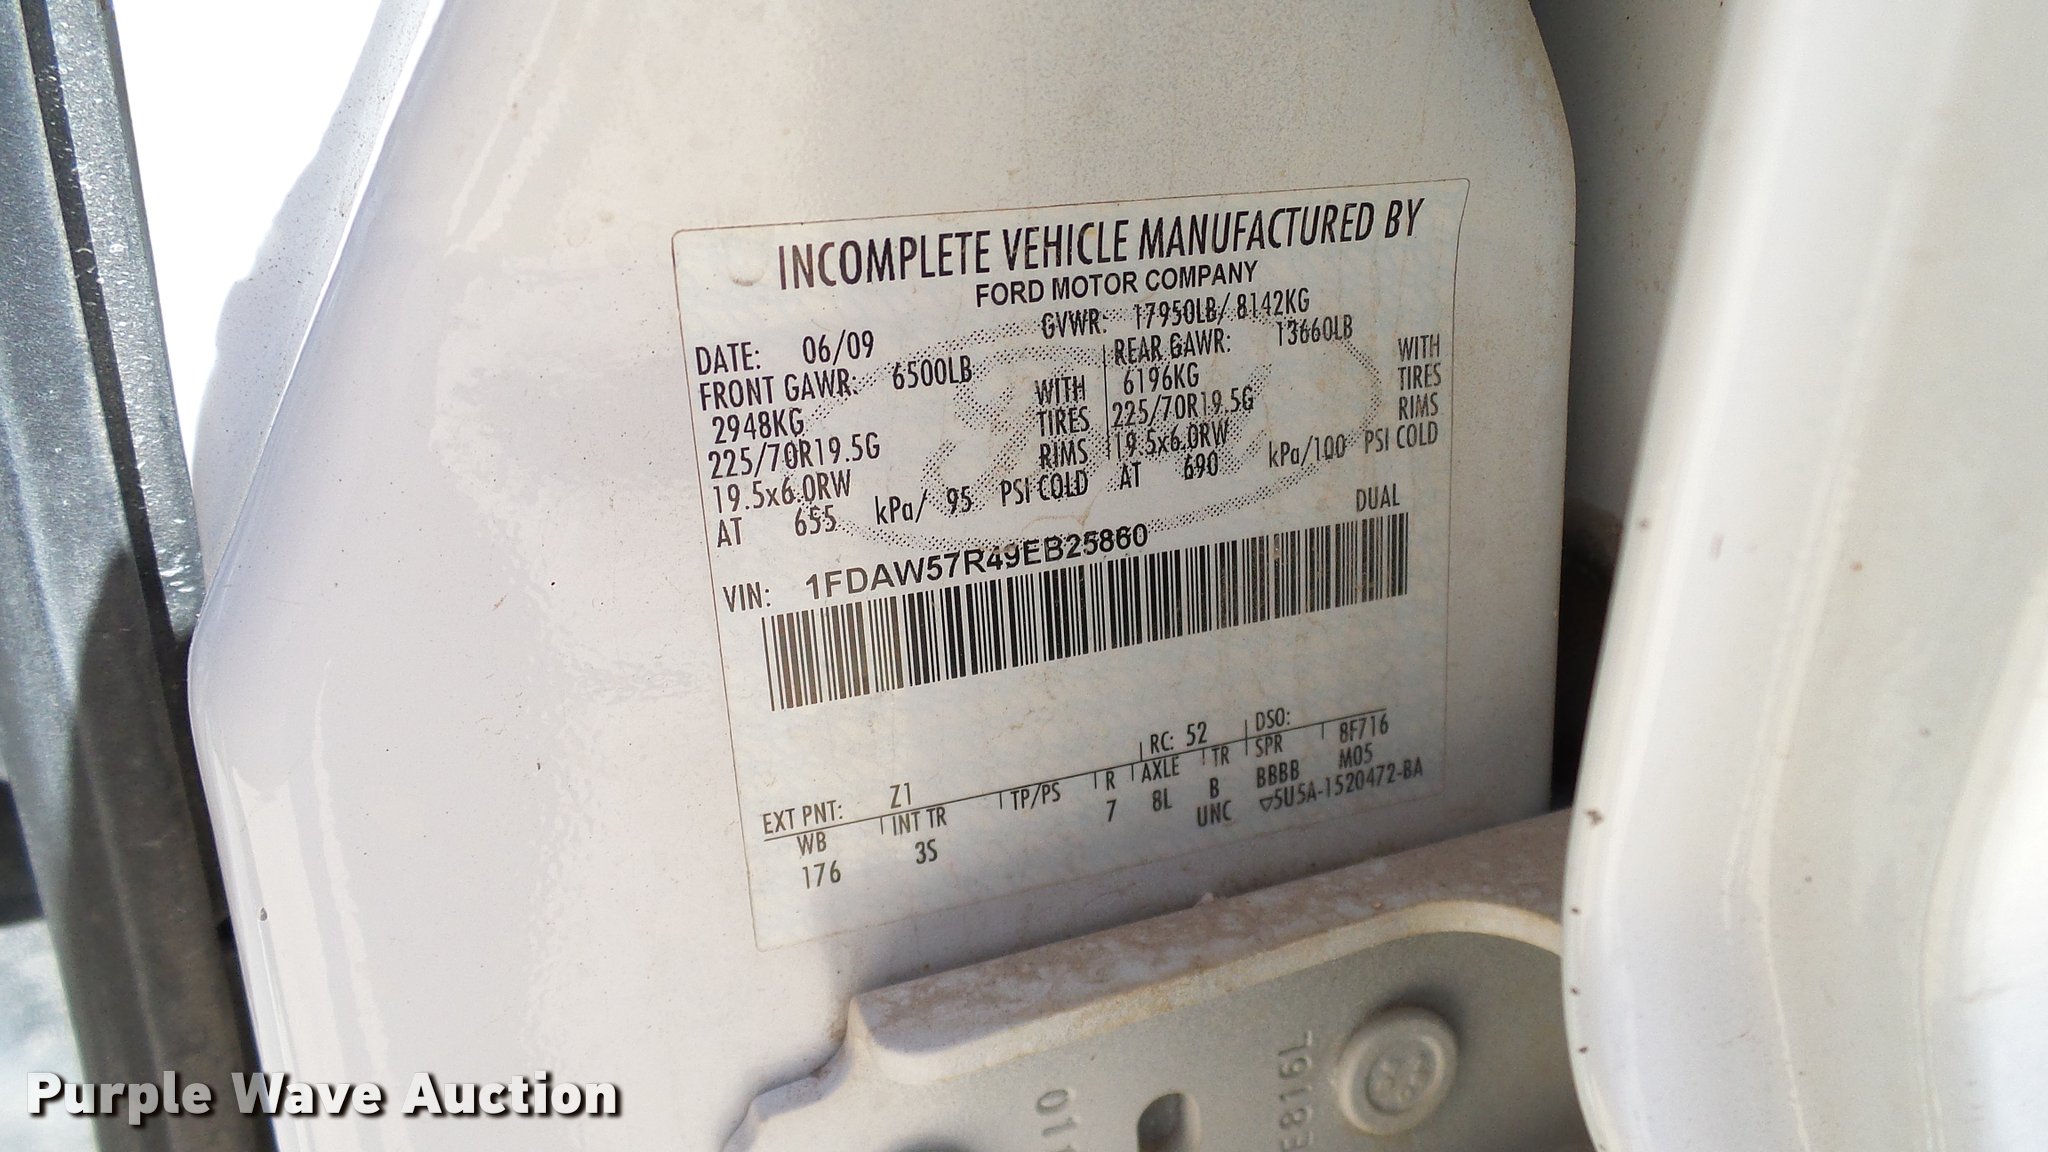 INCOMPLETE VEHICLE MANUFACTURED BY
FORD MOTOR COMPANY
DATE: 06/09 GVWR: 17950LB/ 8142KG
FRONT GAWR: 6500LB REAR GAWR: 13660LB
2948KG WITH 6196KG WITH
225/70R19.5G TIRES 225/70R19.5G TIRES
19.5x6.0RW RIMS 19.5x6.0RW RIMS
AT 655 kPa/ 95 PSI COLD AT 690 kPa/100 PSI COLD
DUAL
VIN: 1FDAW57R49EB25860
EXT PNT: Z1 RC: 52 DSO:
WB INT TR TP/PS R AXLE TR SPR 8F716
176 3S 7 8L B BBBB M05
UNC ▽5U5A-1520472-BA
E8167
011
Purple Wave Auction